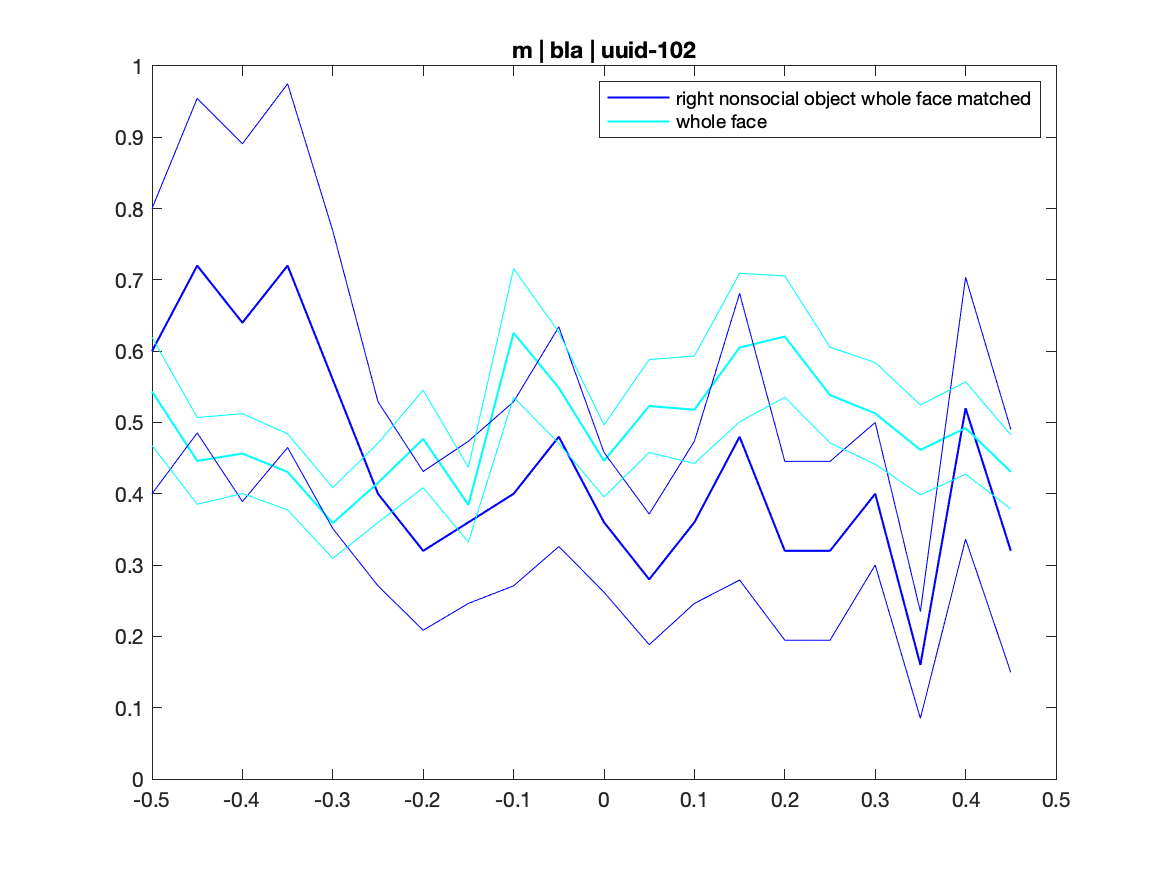 m | bla | uuid-102
right nonsocial object whole face matched
whole face
1
0.9
0.8
0.7
0.6
0.5
0.4
0.3
0.2
0.1
0
-0.5 -0.4 -0.3 -0.2 -0.1 0 0.1 0.2 0.3 0.4 0.5